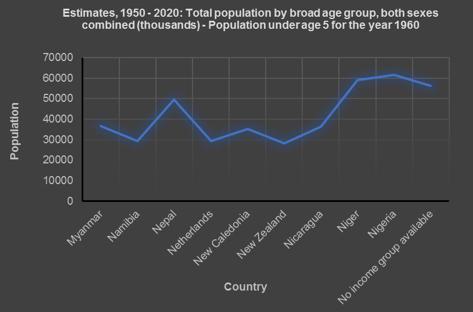 Estimates, 1950 - 2020: Total population by broad age group, both sexes
combined (thousands) - Population under age 5 for the year 1960
Population
70000
60000
50000
40000
30000
20000
10000
0
Myanmar
Namibia
Nepal
Netherlands
New Caledonia
New Zealand
Nicaragua
Niger
Nigeria
No income group available
Country